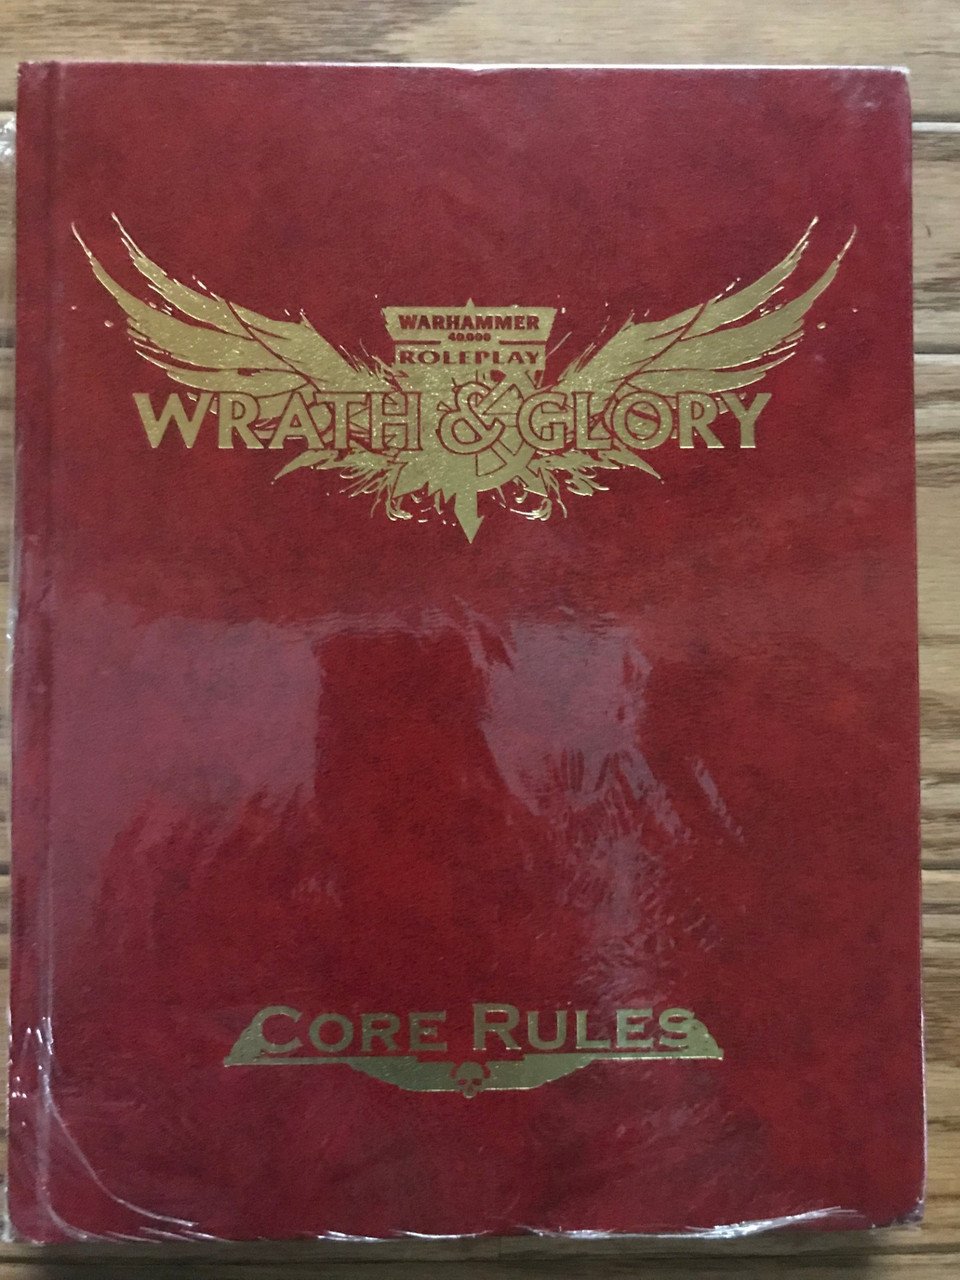 WARHAMMER
40,000
ROLEPLAY
WRATH & GLORY
CORE RULES